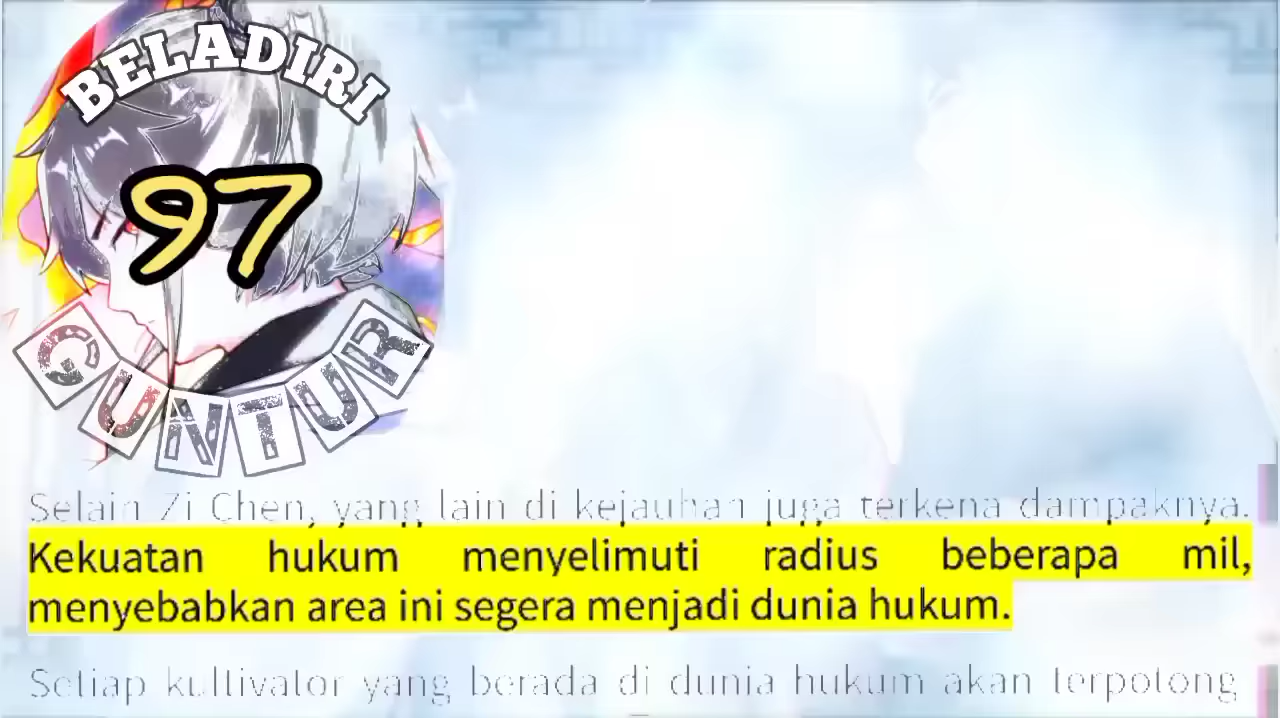 BELADIRI
97
GUNTUR
Selain Zi Chen, yang lain di kejauhan juga terkena dampaknya.
Kekuatan hukum menyelimuti radius beberapa mil,
menyebabkan area ini segera menjadi dunia hukum.
Setiap kultivator yang berada di dunia hukum akan terpotong